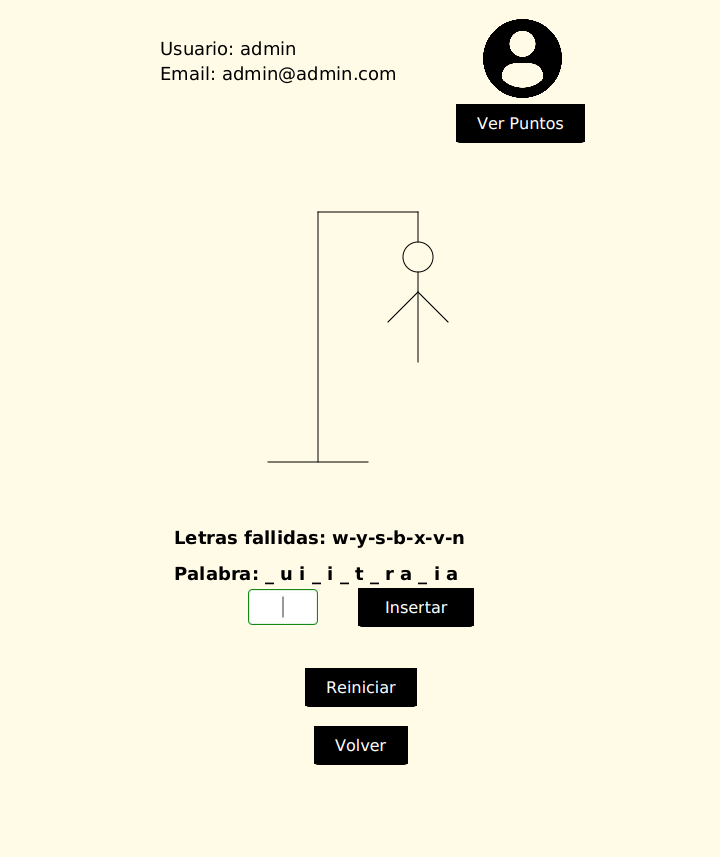 Usuario: admin
Email: admin@admin.com
Ver Puntos
Letras fallidas: w-y-s-b-x-v-n
Palabra: _ u i _ i _ t _ r a _ i a
Insertar
Reiniciar
Volver